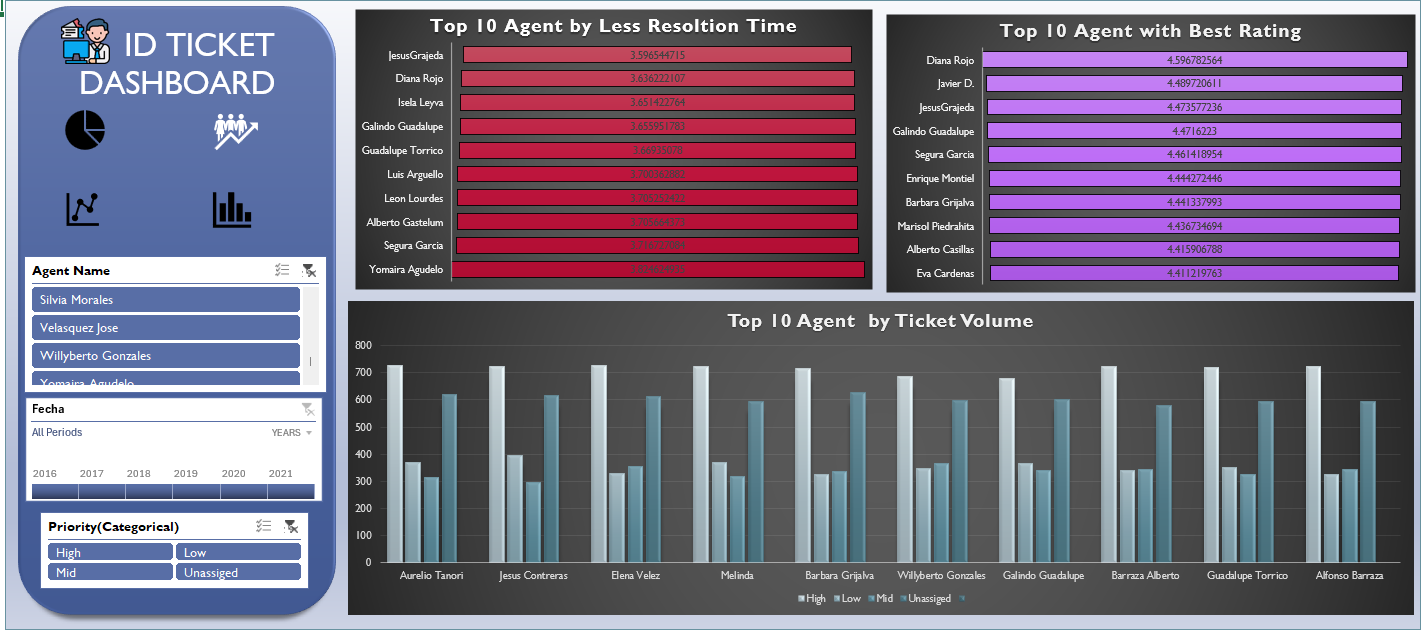 ID TICKET
DASHBOARD
Agent Name
Silvia Morales
Velasquez Jose
Willyberto Gonzales
Yomaira Agudelo
Fecha
All Periods
YEARS
2016 2017 2018 2019 2020 2021
Priority(Categorical)
High Low
Mid Unassiged
Top 10 Agent by Less Resoltion Time
JesusGrajeda 3.596544715
Diana Rojo 3.636222107
Isela Leyva 3.651422764
Galindo Guadalupe 3.655951783
Guadalupe Torrico
Luis Arguello
Leon Lourdes
Alberto Gastelum
Segura Garcia
Yomaira Agudelo
Top 10 Agent with Best Rating
Diana Rojo 4.596782564
Javier D. 4.489720611
JesusGrajeda 4.473577236
Galindo Guadalupe 4.4716223
Segura Garcia 4.461418954
Enrique Montiel 4.444272446
Barbara Grijalva 4.441337993
Marisol Piedrahita 4.436734694
Alberto Casillas 4.415906788
Eva Cardenas 4.411219763
Top 10 Agent by Ticket Volume
800
700
600
500
400
300
200
100
0
Aurelio Tanori Jesus Contreras Elena Velez Melinda Barbara Grijalva Willyberto Gonzales Galindo Guadalupe Barraza Alberto Guadalupe Torrico Alfonso Barraza
High Low Mid Unassiged